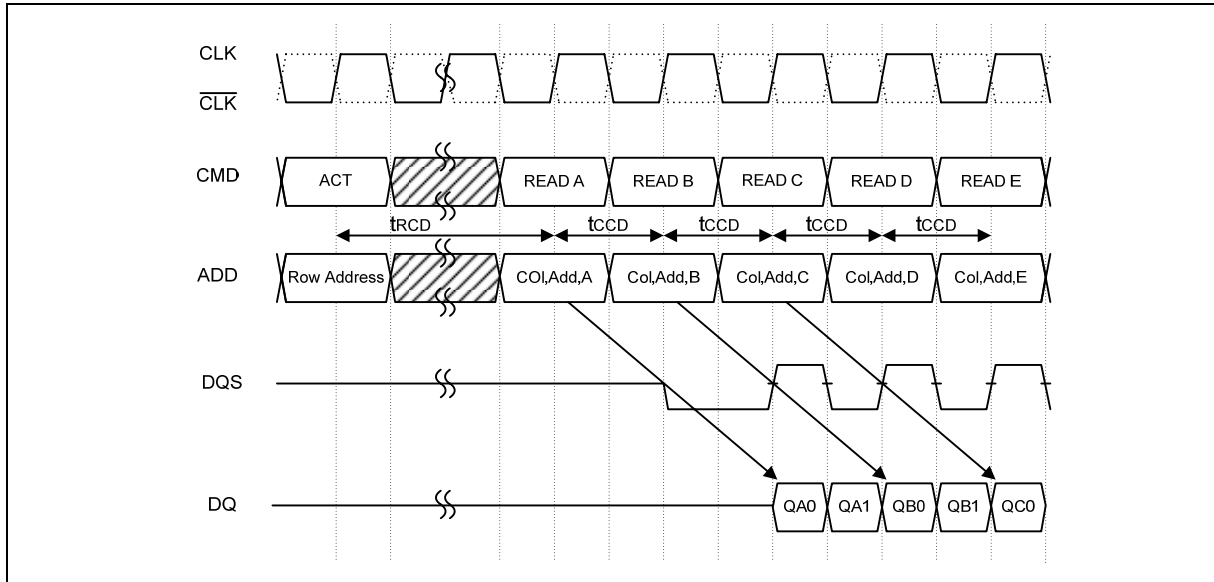 CLK
CLK
CMD ACT READ A READ B READ C READ D READ E
tRCD tCCD tCCD tCCD tCCD
ADD Row Address COl,Add,A Col,Add,B Col,Add,C Col,Add,D Col,Add,E
DQS
DQ QA0 QA1 QB0 QB1 QC0